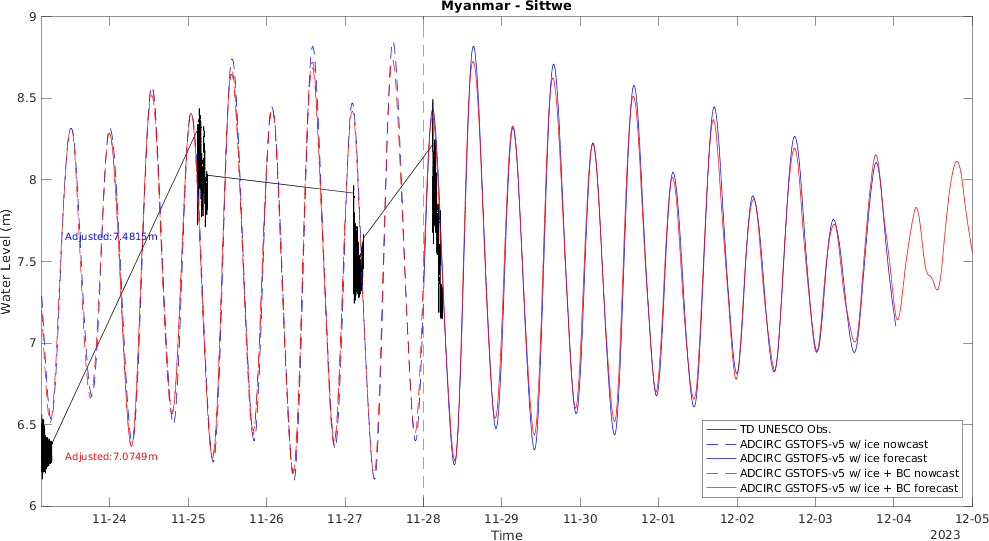 Myanmar - Sittwe
Water Level (m)
9
8.5
8
7.5
7
6.5
6
Adjusted:7.4815m
Adjusted:7.0749m
TD UNESCO Obs.
ADCIRC GSTOFS-v5 w/ ice nowcast
ADCIRC GSTOFS-v5 w/ ice forecast
ADCIRC GSTOFS-v5 w/ ice + BC nowcast
ADCIRC GSTOFS-v5 w/ ice + BC forecast
11-24 11-25 11-26 11-27 11-28 11-29 11-30 12-01 12-02 12-03 12-04 12-05
Time
2023